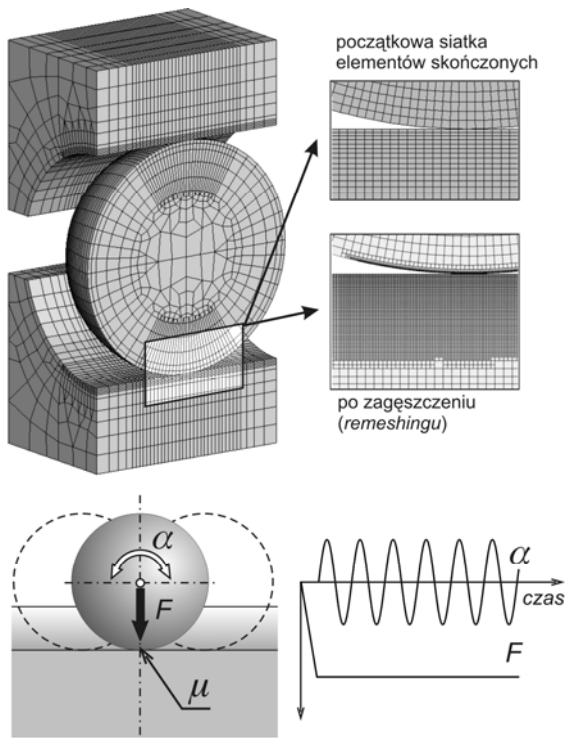 początkowa siatka
elementów skończonych
po zagęszczeniu
(remeshingu)
α
F
μ
α
czas
F